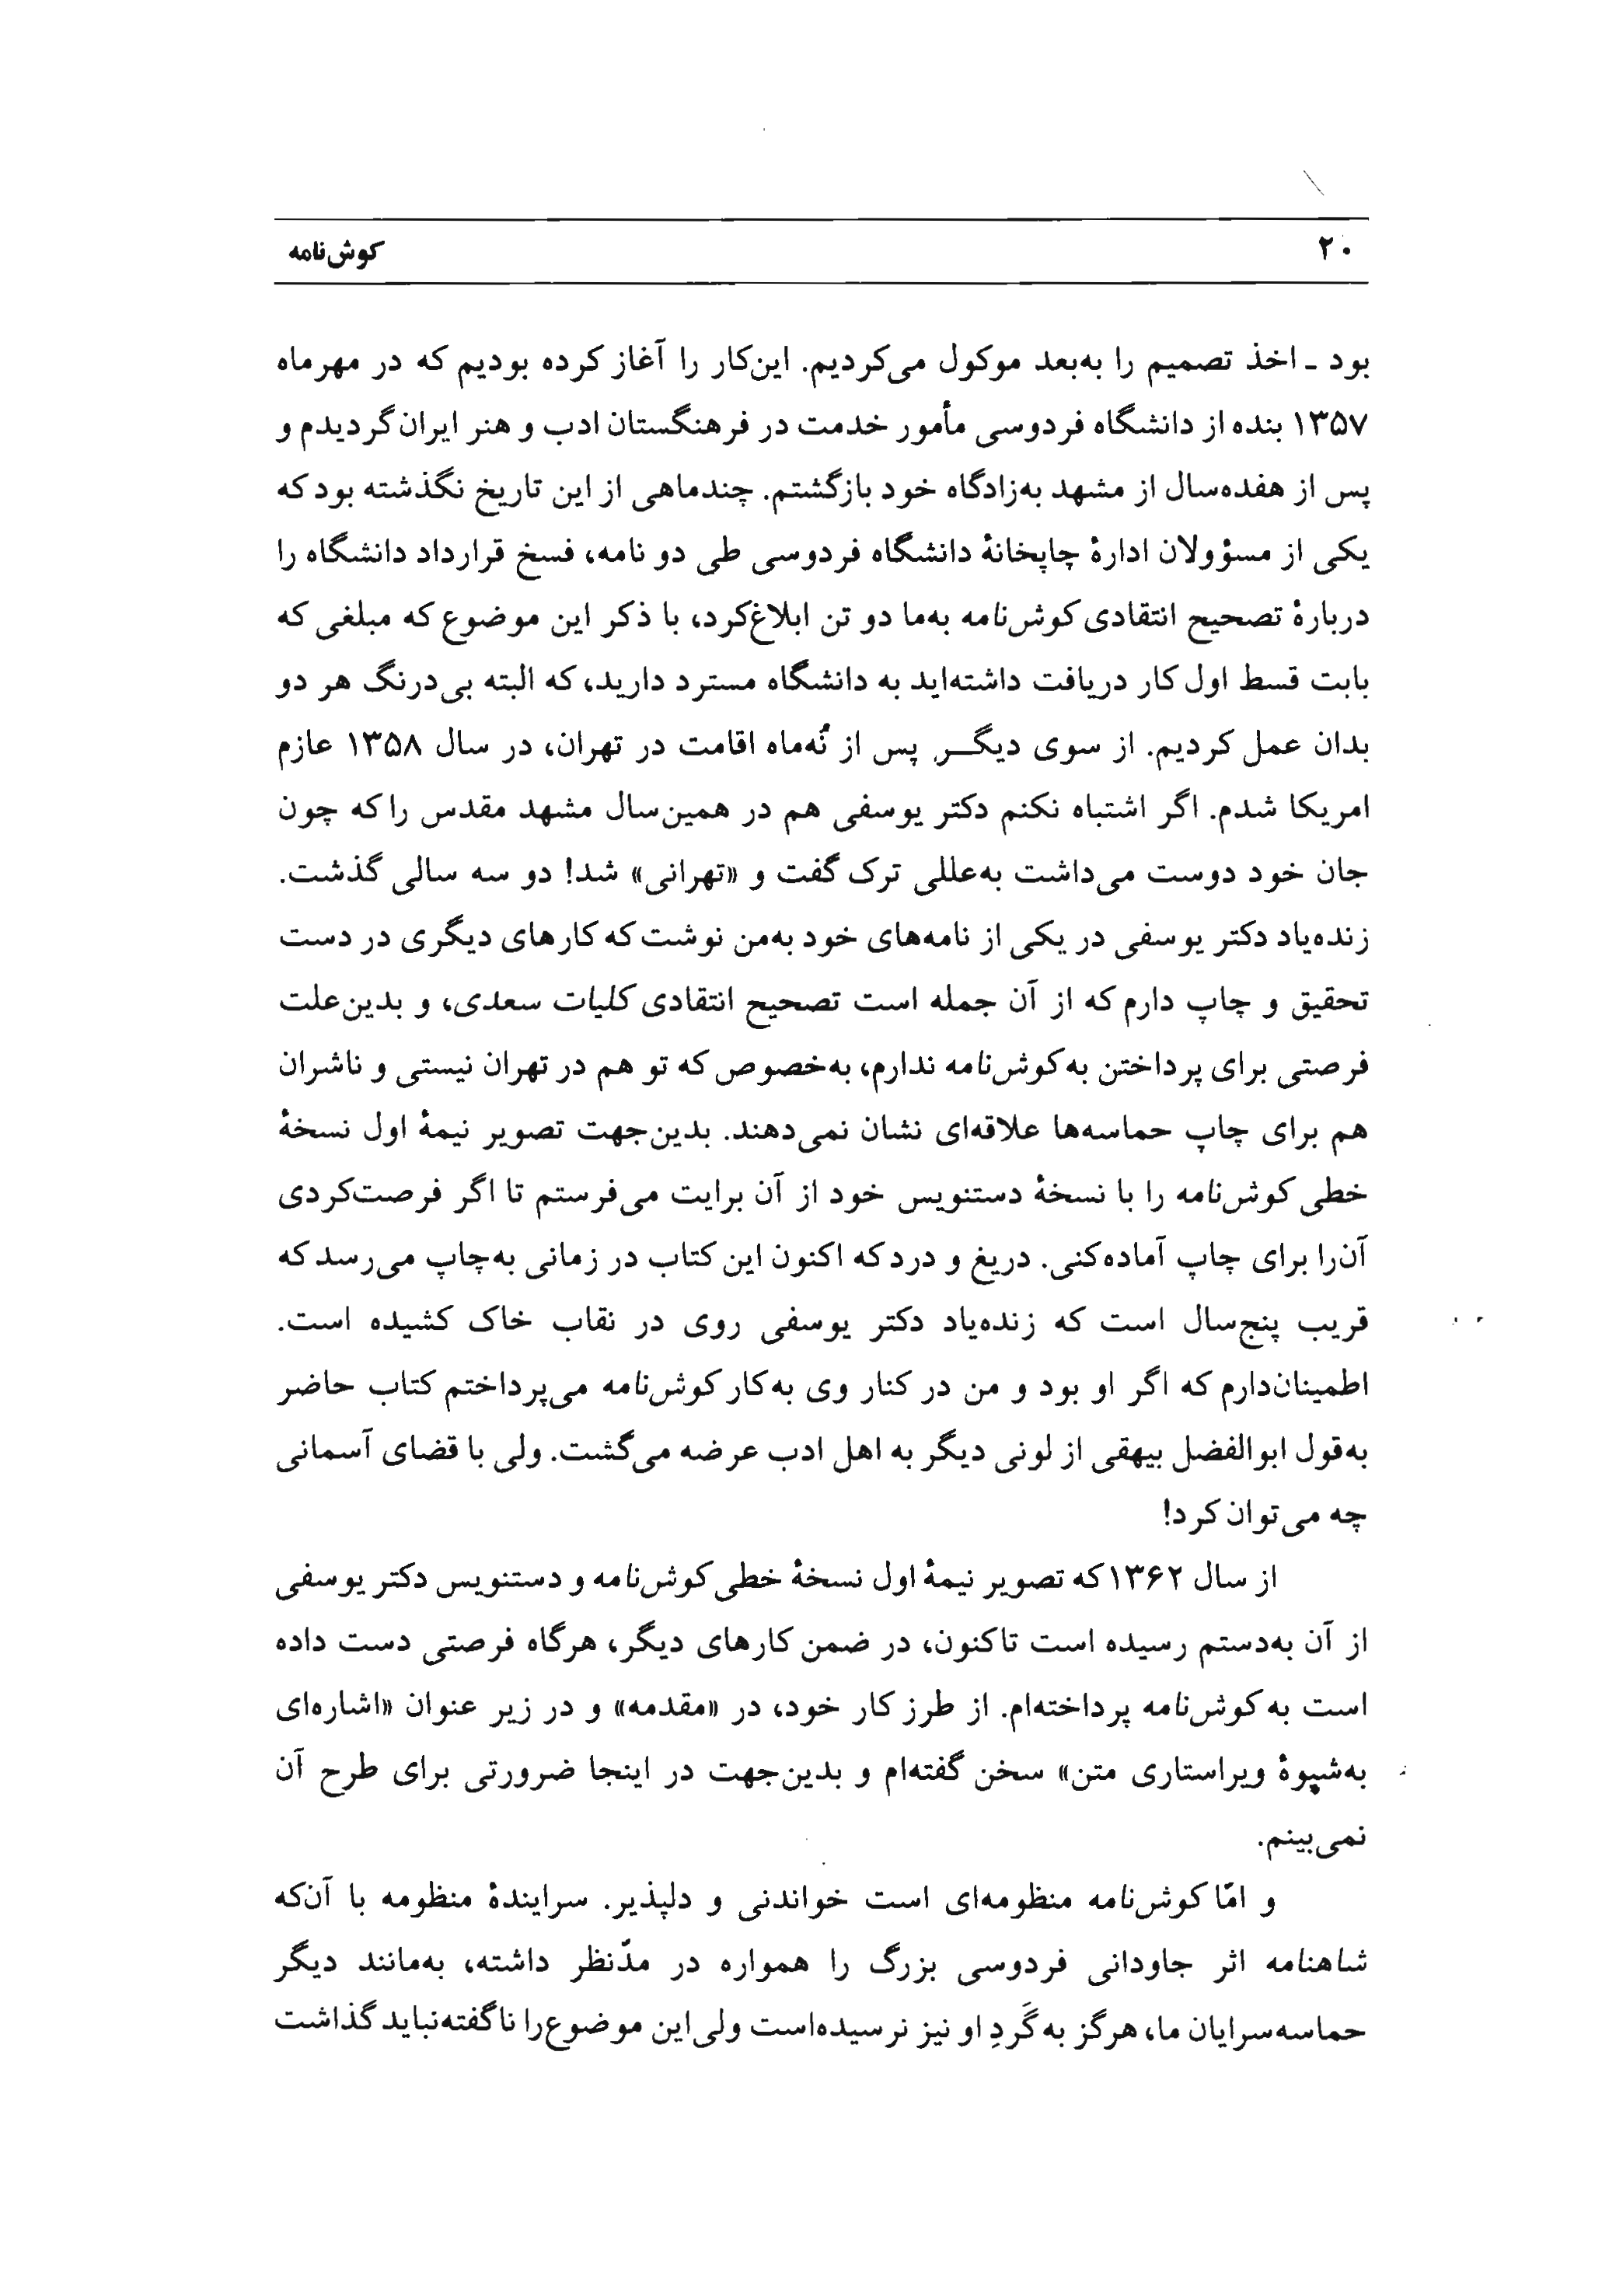 ۲۰
کوش‌نامه
بود ـ اخذ تصمیم را به‌بعد موکول می‌کردیم. این‌کار را آغاز کرده بودیم که در مهرماه
۱۳۵۷ بنده از دانشگاه فردوسی مأمور خدمت در فرهنگستان ادب و هنر ایران گردیدم و
پس از هفده‌سال از مشهد به‌زادگاه خود بازگشتم. چندماهی از این تاریخ نگذشته بود که
یکی از مسؤولان ادارهٔ چاپخانهٔ دانشگاه فردوسی طی دو نامه، فسخ قرارداد دانشگاه را
دربارهٔ تصحیح انتقادی کوش‌نامه به‌ما دو تن ابلاغ کرد، با ذکر این موضوع که مبلغی که
بابت قسط اول کار دریافت داشته‌اید به دانشگاه مسترد دارید، که البته بی‌درنگ هر دو
بدان عمل کردیم. از سوی دیگـر پس از نُه‌ماه اقامت در تهران، در سال ۱۳۵۸ عازم
امریکا شدم. اگر اشتباه نکنم دکتر یوسفی هم در همین‌سال مشهد مقدس را که چون
جان خود دوست می‌داشت به‌عللی ترک گفت و «تهرانی» شد! دو سه سالی گذشت.
زنده‌یاد دکتر یوسفی در یکی از نامه‌های خود به‌من نوشت که کارهای دیگری در دست
تحقیق و چاپ دارم که از آن جمله است تصحیح انتقادی کلیات سعدی، و بدین‌علت
فرصتی برای پرداختن به کوش‌نامه ندارم، به‌خصوص که تو هم در تهران نیستی و ناشران
هم برای چاپ حماسه‌ها علاقه‌ای نشان نمی‌دهند. بدین‌جهت تصویر نیمهٔ اول نسخهٔ
خطی کوش‌نامه را با نسخهٔ دستنویس خود از آن برایت می‌فرستم تا اگر فرصت‌کردی
آن‌را برای چاپ آماده‌کنی. دریغ و درد که اکنون این کتاب در زمانی به‌چاپ می‌رسد که
قریب پنج‌سال است که زنده‌یاد دکتر یوسفی روی در نقاب خاک کشیده است.
اطمینان‌دارم که اگر او بود و من در کنار وی به‌کار کوش‌نامه می‌پرداختم کتاب حاضر
به‌قول ابوالفضل بیهقی از لونی دیگر به اهل ادب عرضه می‌گشت. ولی با قضای آسمانی
چه می‌توان کرد!
از سال ۱۳۶۲ که تصویر نیمهٔ اول نسخهٔ خطی کوش‌نامه و دستنویس دکتر یوسفی
از آن به‌دستم رسیده است تاکنون، در ضمن کارهای دیگر، هرگاه فرصتی دست داده
است به کوش‌نامه پرداخته‌ام. از طرز کار خود، در «مقدمه» و در زیر عنوان «اشاره‌ای
به‌شیوهٔ ویراستاری متن» سخن گفته‌ام و بدین‌جهت در اینجا ضرورتی برای طرح آن
نمی‌بینم.
و امّا کوش‌نامه منظومه‌ای است خواندنی و دلپذیر. سرایندهٔ منظومه با آن‌که
شاهنامه اثر جاودانی فردوسی بزرگ را همواره در مدّنظر داشته، به‌مانند دیگر
حماسه‌سرایان ما، هرگز به گَردِ او نیز نرسیده‌است ولی این موضوع را ناگفته نباید گذاشت